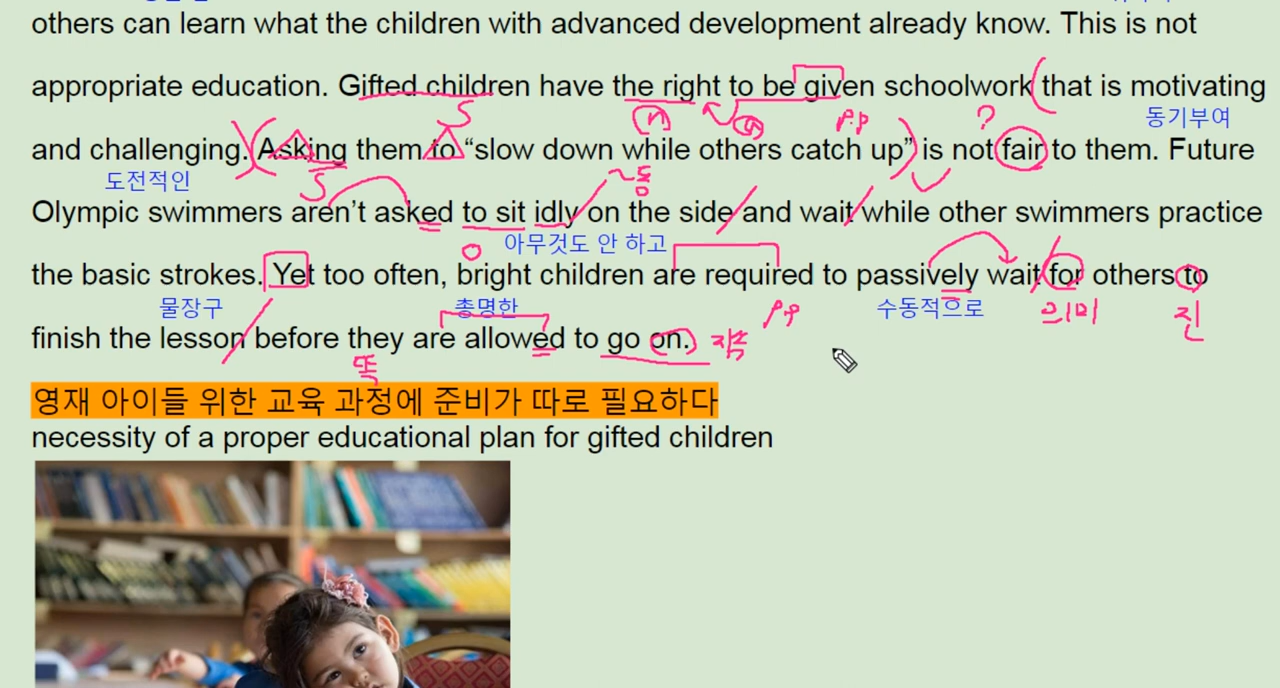 others can learn what the children with advanced development already know. This is not
appropriate education. Gifted children have the right to be given schoolwork (that is motivating
n a p.p ? 동기부여
and challenging.)(Asking them to “slow down while others catch up”) is not fair to them. Future
도전적인 S ~동
Olympic swimmers aren’t asked to sit idly on the side/and wait/while other swimmers practice
아무것도 안 하고
the basic strokes. Yet too often, bright children are required to passively wait for others to
물장구 총명한 p.p 수동적으로 의미 진
finish the lesson before they are allowed to go on.
영재 아이들 위한 교육 과정에 준비가 따로 필요하다
necessity of a proper educational plan for gifted children